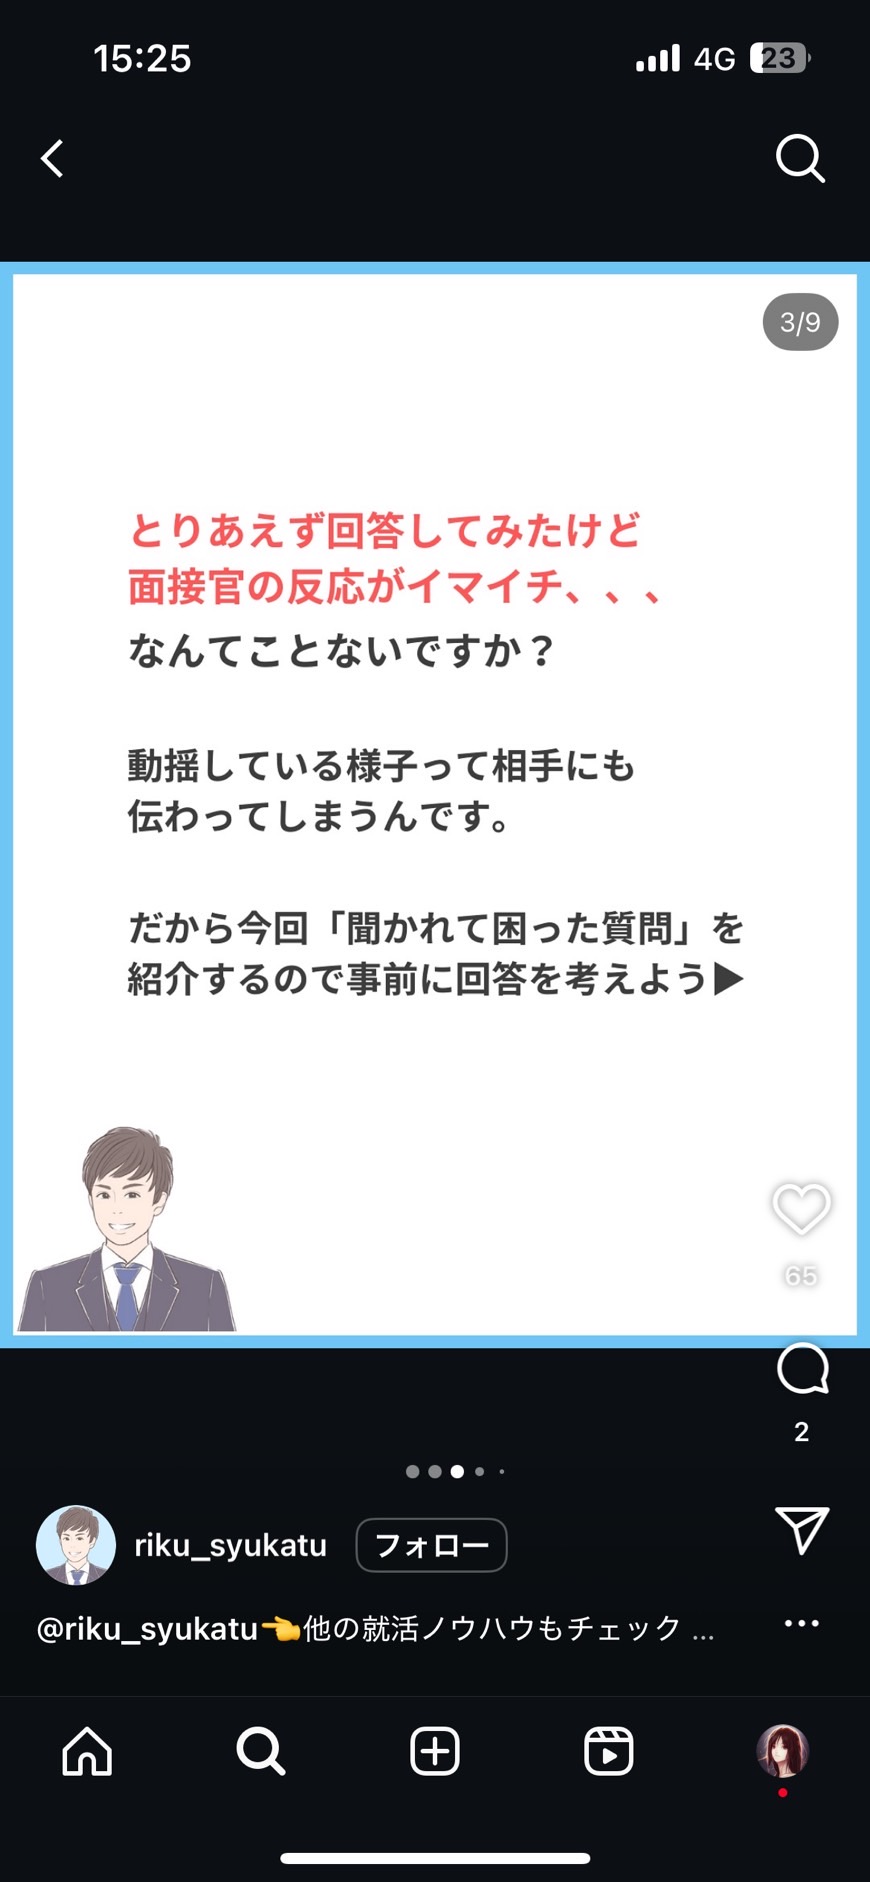 15:25
4G 23
3/9
とりあえず回答してみたけど
面接官の反応がイマイチ、、、
なんてことないですか？
動揺している様子って相手にも
伝わってしまうんです。
だから今回「聞かれて困った質問」を
紹介するので事前に回答を考えよう▶
65
2
riku_syukatu フォロー
@riku_syukatu👈他の就活ノウハウもチェック ...